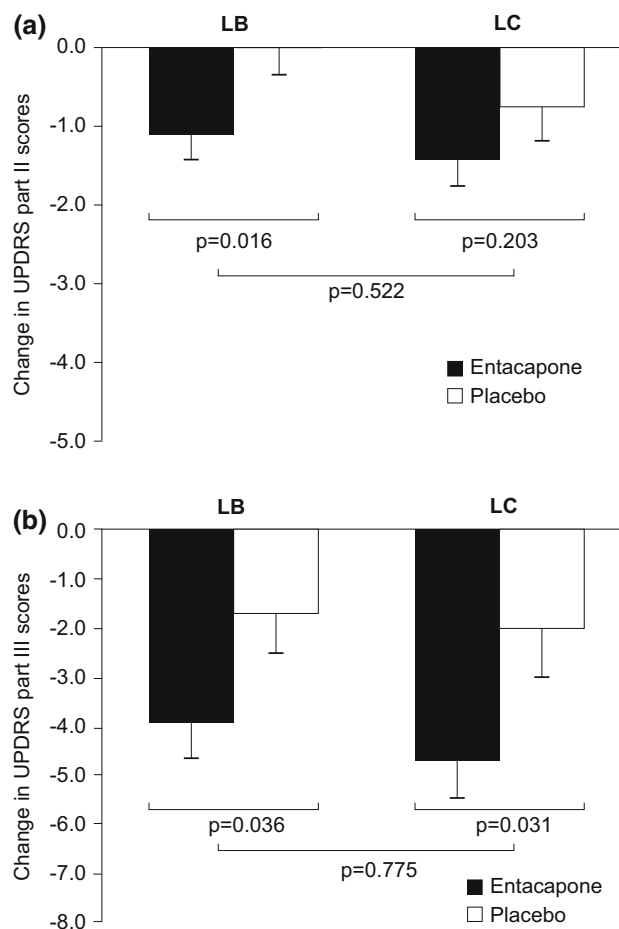 (a)
LB LC
Change in UPDRS part II scores
0.0
-1.0
-2.0
-3.0
-4.0
-5.0
p=0.016 p=0.203
p=0.522
Entacapone
Placebo
(b)
LB LC
Change in UPDRS part III scores
0.0
-1.0
-2.0
-3.0
-4.0
-5.0
-6.0
-7.0
-8.0
p=0.036 p=0.031
p=0.775
Entacapone
Placebo